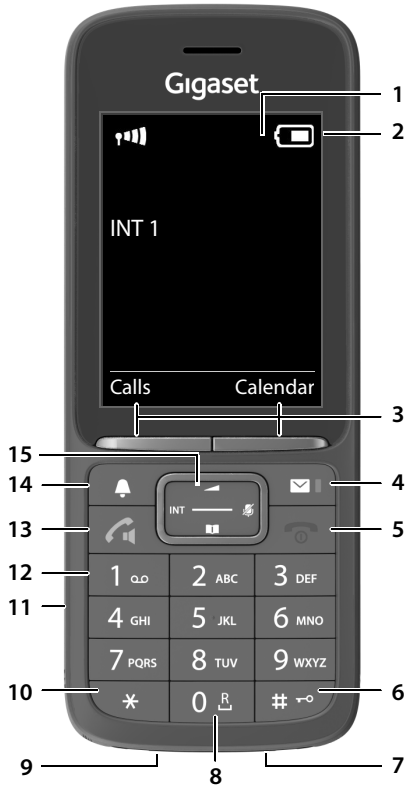 Gigaset
1
2
INT 1
Calls Calendar
3
15
14
4
INT
13
5
12
1
2 ABC
3 DEF
11
4 GHI
5 JKL
6 MNO
7 PQRS
8 TUV
9 WXYZ
10
*
0 R
#
6
9
8
7